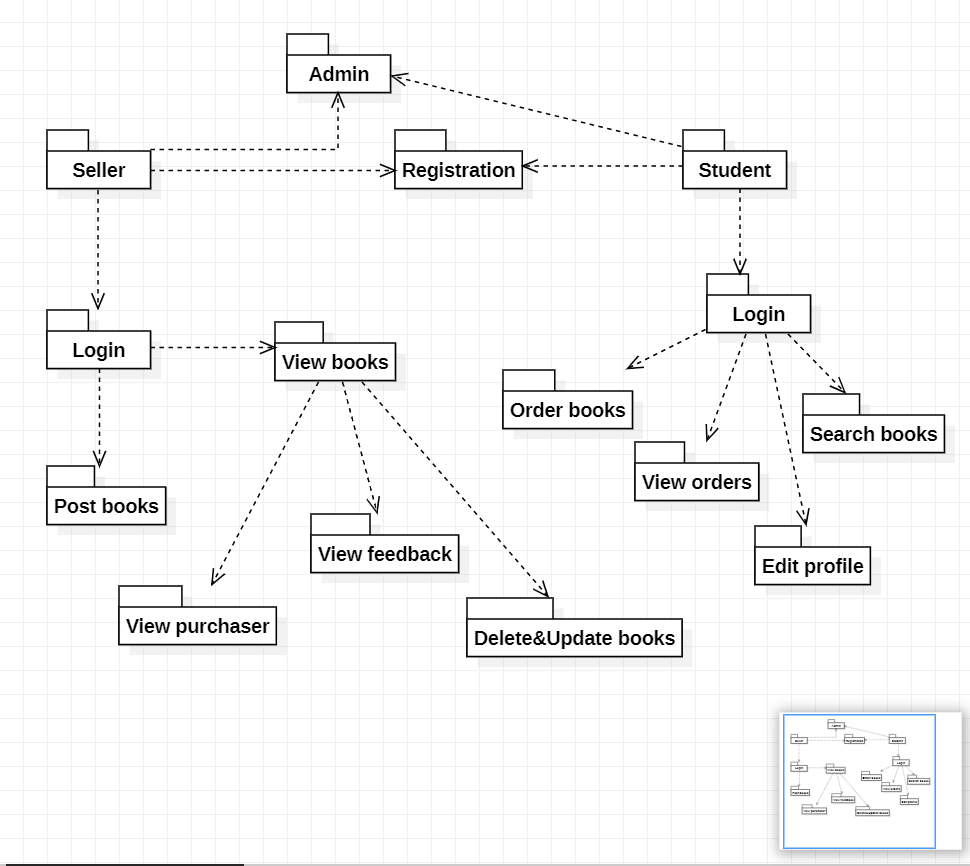 Admin
Seller
Registration
Student
Login
Login
View books
Order books
Search books
View orders
Post books
View feedback
Edit profile
View purchaser
Delete&Update books